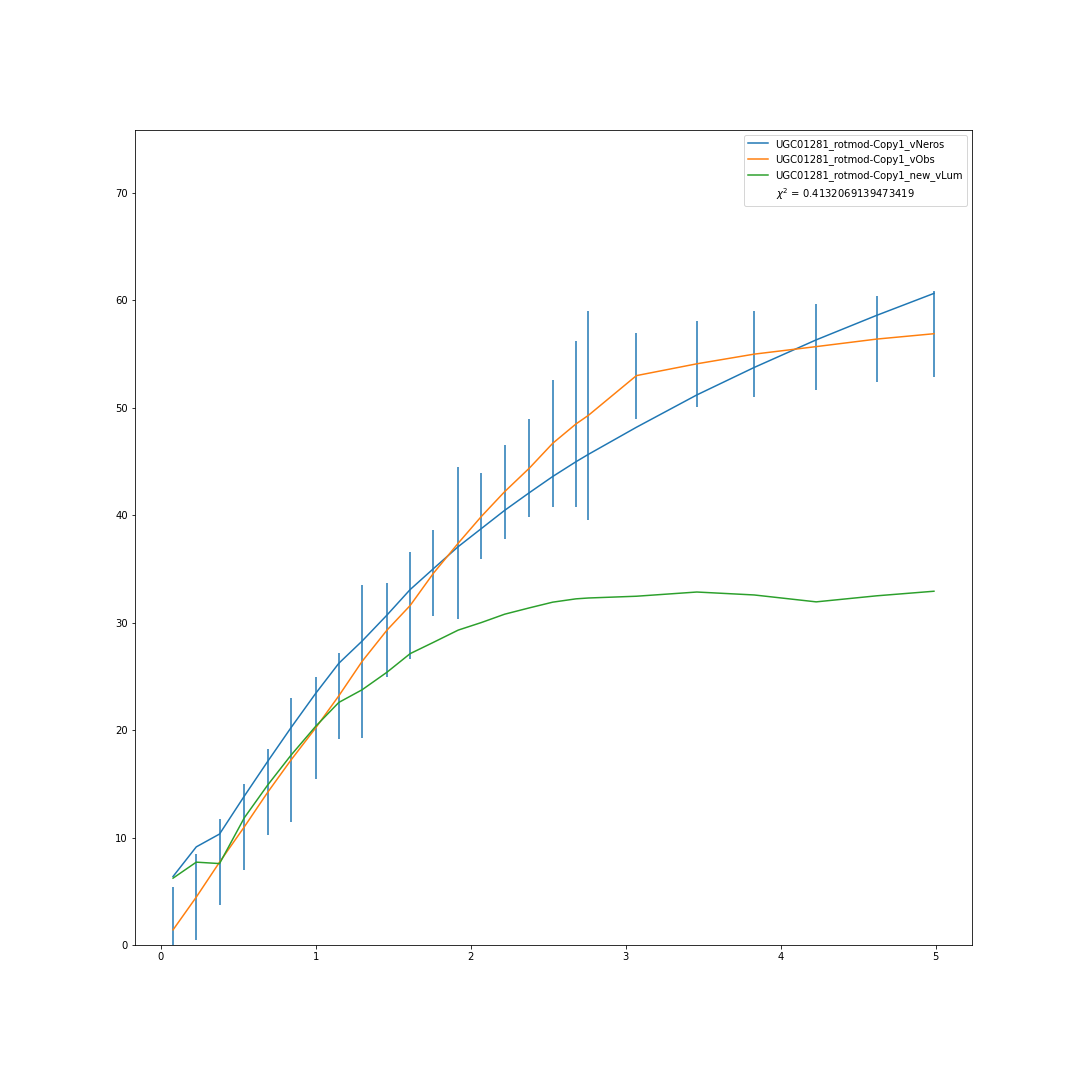 UGC01281_rotmod-Copy1_vNeros
UGC01281_rotmod-Copy1_vObs
UGC01281_rotmod-Copy1_new_vLum
χ² = 0.4132069139473419
70
60
50
40
30
20
10
0
0 1 2 3 4 5